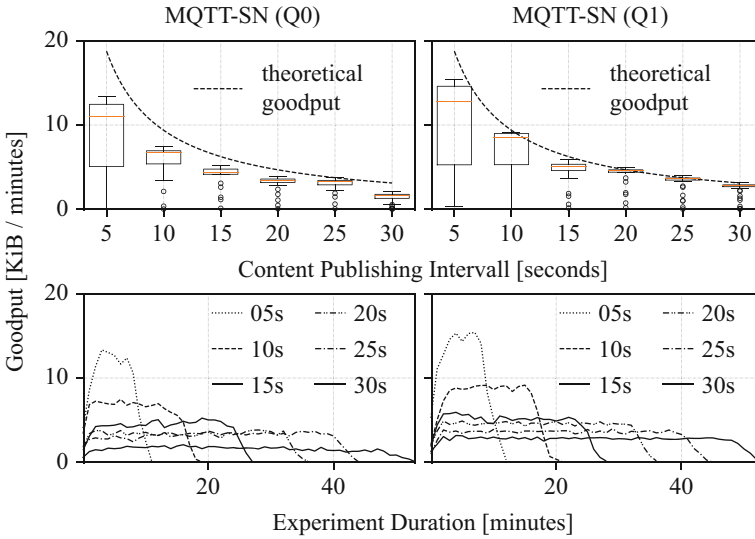 MQTT-SN (Q0)
MQTT-SN (Q1)
Goodput [KiB / minutes]
20
10
0
theoretical
goodput
theoretical
goodput
5 10 15 20 25 30
5 10 15 20 25 30
Content Publishing Intervall [seconds]
20
10
0
05s 20s
10s 25s
15s 30s
05s 20s
10s 25s
15s 30s
20 40
20 40
Experiment Duration [minutes]